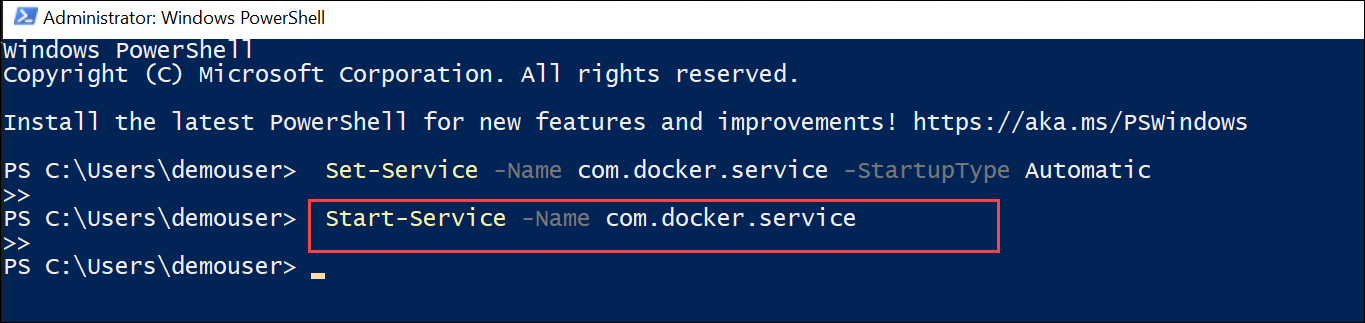 Administrator: Windows PowerShell
Windows PowerShell
Copyright (C) Microsoft Corporation. All rights reserved.
Install the latest PowerShell for new features and improvements! https://aka.ms/PSWindows
PS C:\Users\demouser>  Set-Service -Name com.docker.service -StartupType Automatic
>>
PS C:\Users\demouser>  Start-Service -Name com.docker.service
>>
PS C:\Users\demouser>